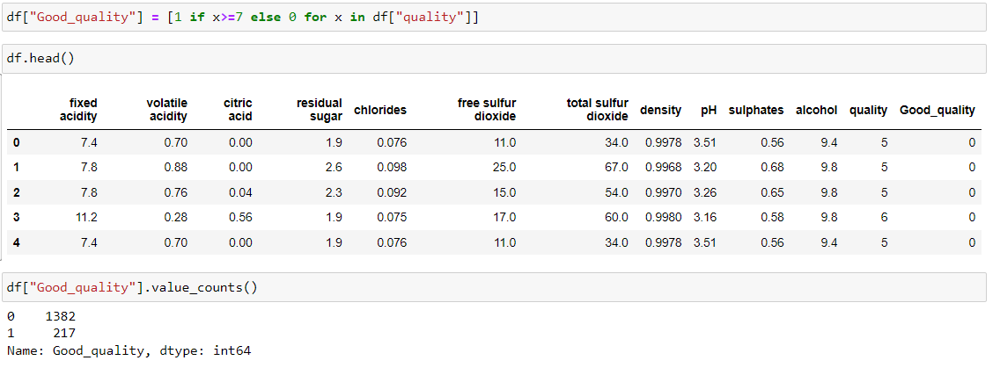 df["Good_quality"] = [1 if x>=7 else 0 for x in df["quality"]]
df.head()
fixed acidity volatile acidity citric acid residual sugar chlorides free sulfur dioxide total sulfur dioxide density pH sulphates alcohol quality Good_quality
0 7.4 0.70 0.00 1.9 0.076 11.0 34.0 0.9978 3.51 0.56 9.4 5 0
1 7.8 0.88 0.00 2.6 0.098 25.0 67.0 0.9968 3.20 0.68 9.8 5 0
2 7.8 0.76 0.04 2.3 0.092 15.0 54.0 0.9970 3.26 0.65 9.8 5 0
3 11.2 0.28 0.56 1.9 0.075 17.0 60.0 0.9980 3.16 0.58 9.8 6 0
4 7.4 0.70 0.00 1.9 0.076 11.0 34.0 0.9978 3.51 0.56 9.4 5 0
df["Good_quality"].value_counts()
0 1382
1 217
Name: Good_quality, dtype: int64